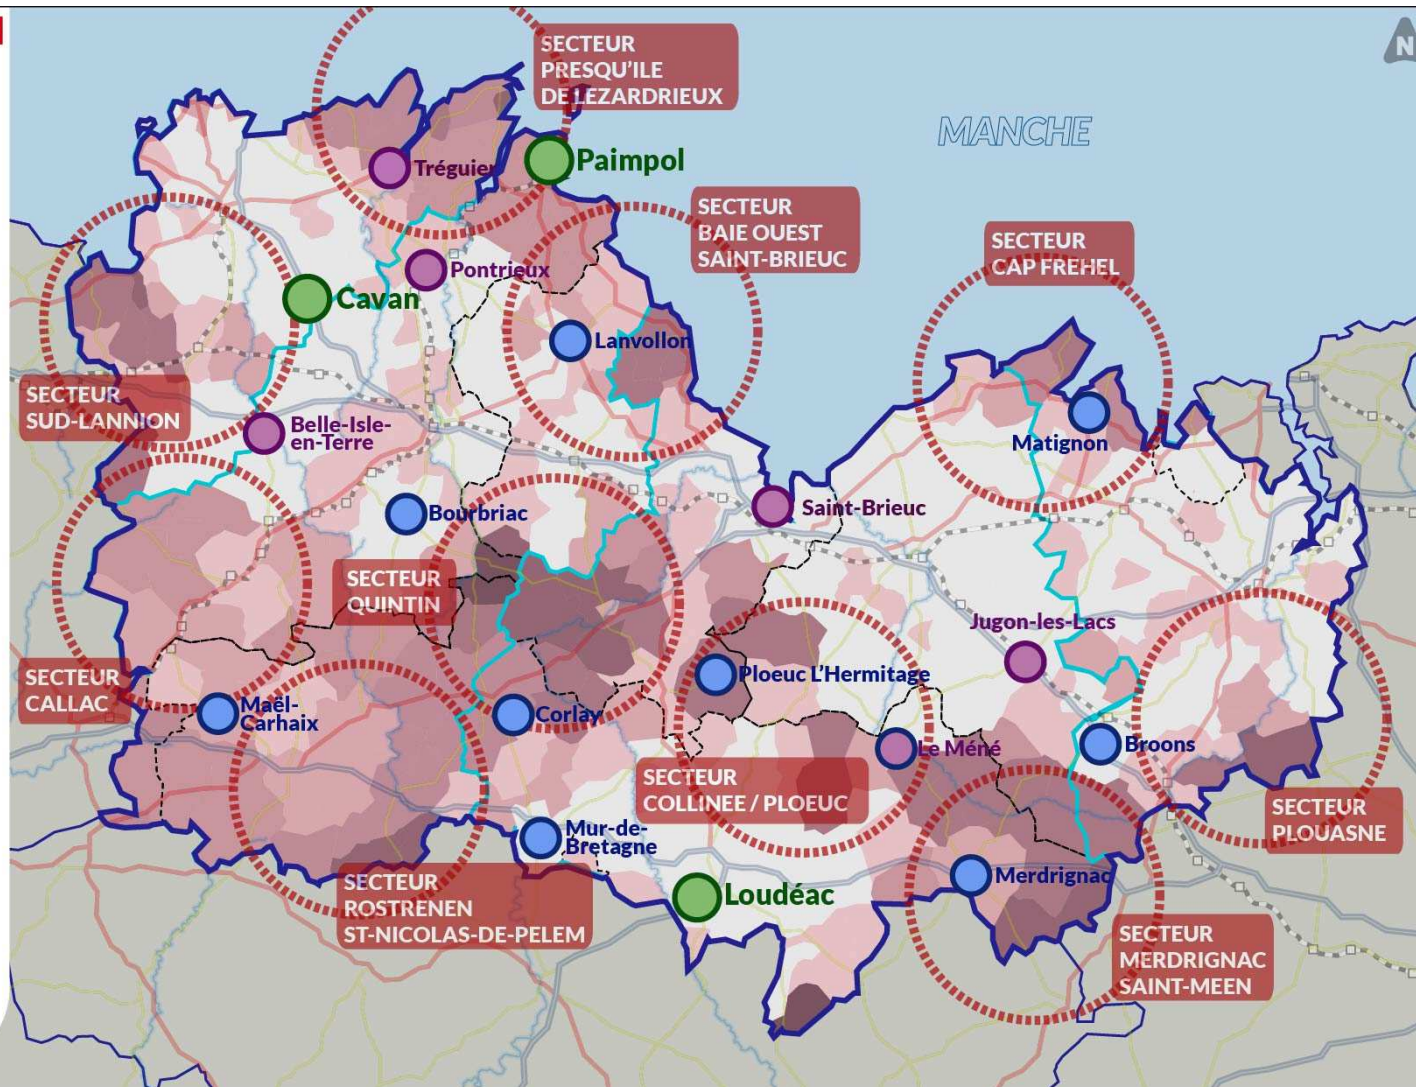 SECTEUR
PRESQU'ILE
DE LEZARDRIEUX
N
MANCHE
Tréguier
Paimpol
SECTEUR
BAIE OUEST
SAINT-BRIEUC
SECTEUR
CAP FREHEL
Pontrieux
Cavan
Lanvollon
SECTEUR
SUD-LANNION
Belle-Isle-
en-Terre
Matignon
Bourbriac
Saint-Brieuc
SECTEUR
QUINTIN
Jugon-les-Lacs
SECTEUR
CALLAC
Maël-
Carhaix
Corlay
Ploeuc L'Hermitage
Le Méné
Broons
SECTEUR
COLLINEE / PLOEUC
SECTEUR
PLOUASNE
Mur-de-
Bretagne
Merdrignac
Loudéac
SECTEUR
ROSTRENEN
ST-NICOLAS-DE-PELEM
SECTEUR
MERDRIGNAC
SAINT-MEEN